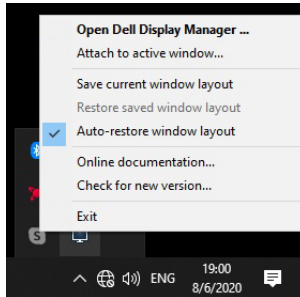 Open Dell Display Manager ...
Attach to active window...
Save current window layout
Restore saved window layout
Auto-restore window layout
Online documentation...
Check for new version...
Exit
S
ENG
19:00
8/6/2020